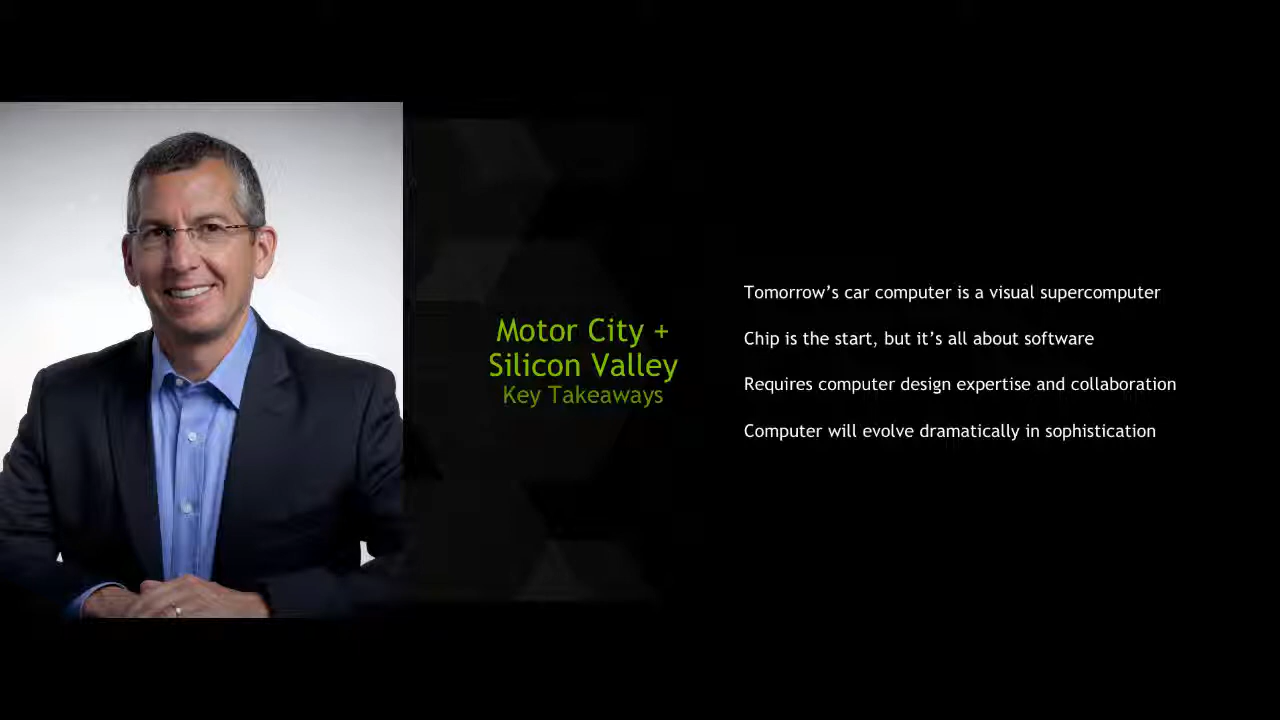 Motor City +
Silicon Valley
Key Takeaways
Tomorrow’s car computer is a visual supercomputer
Chip is the start, but it’s all about software
Requires computer design expertise and collaboration
Computer will evolve dramatically in sophistication